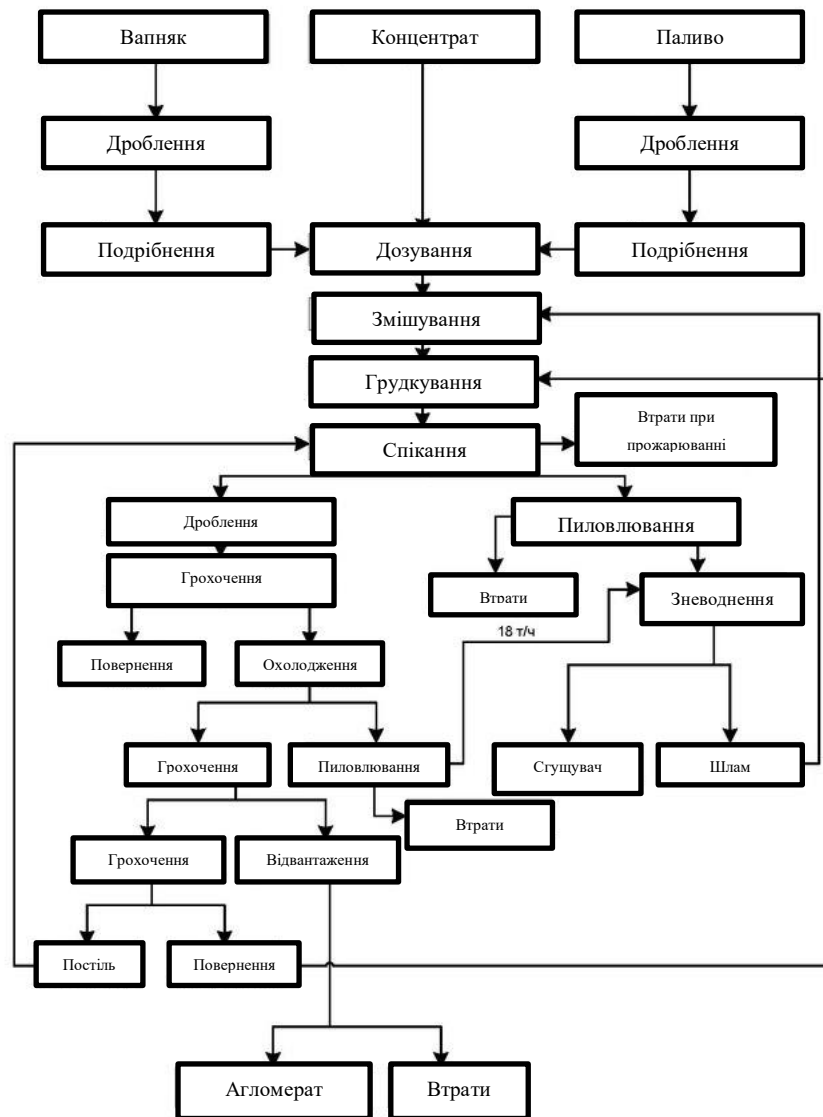 Вапняк
Концентрат
Паливо
Дроблення
Дроблення
Подрібнення
Дозування
Подрібнення
Змішування
Грудкування
Втрати при
прожарюванні
Спікання
Дроблення
Пиловлювання
Грохочення
Втрати
Зневоднення
18 т/ч
Повернення
Охолодження
Грохочення
Пиловлювання
Сгущувач
Шлам
Втрати
Грохочення
Відвантаження
Постіль
Повернення
Агломерат
Втрати